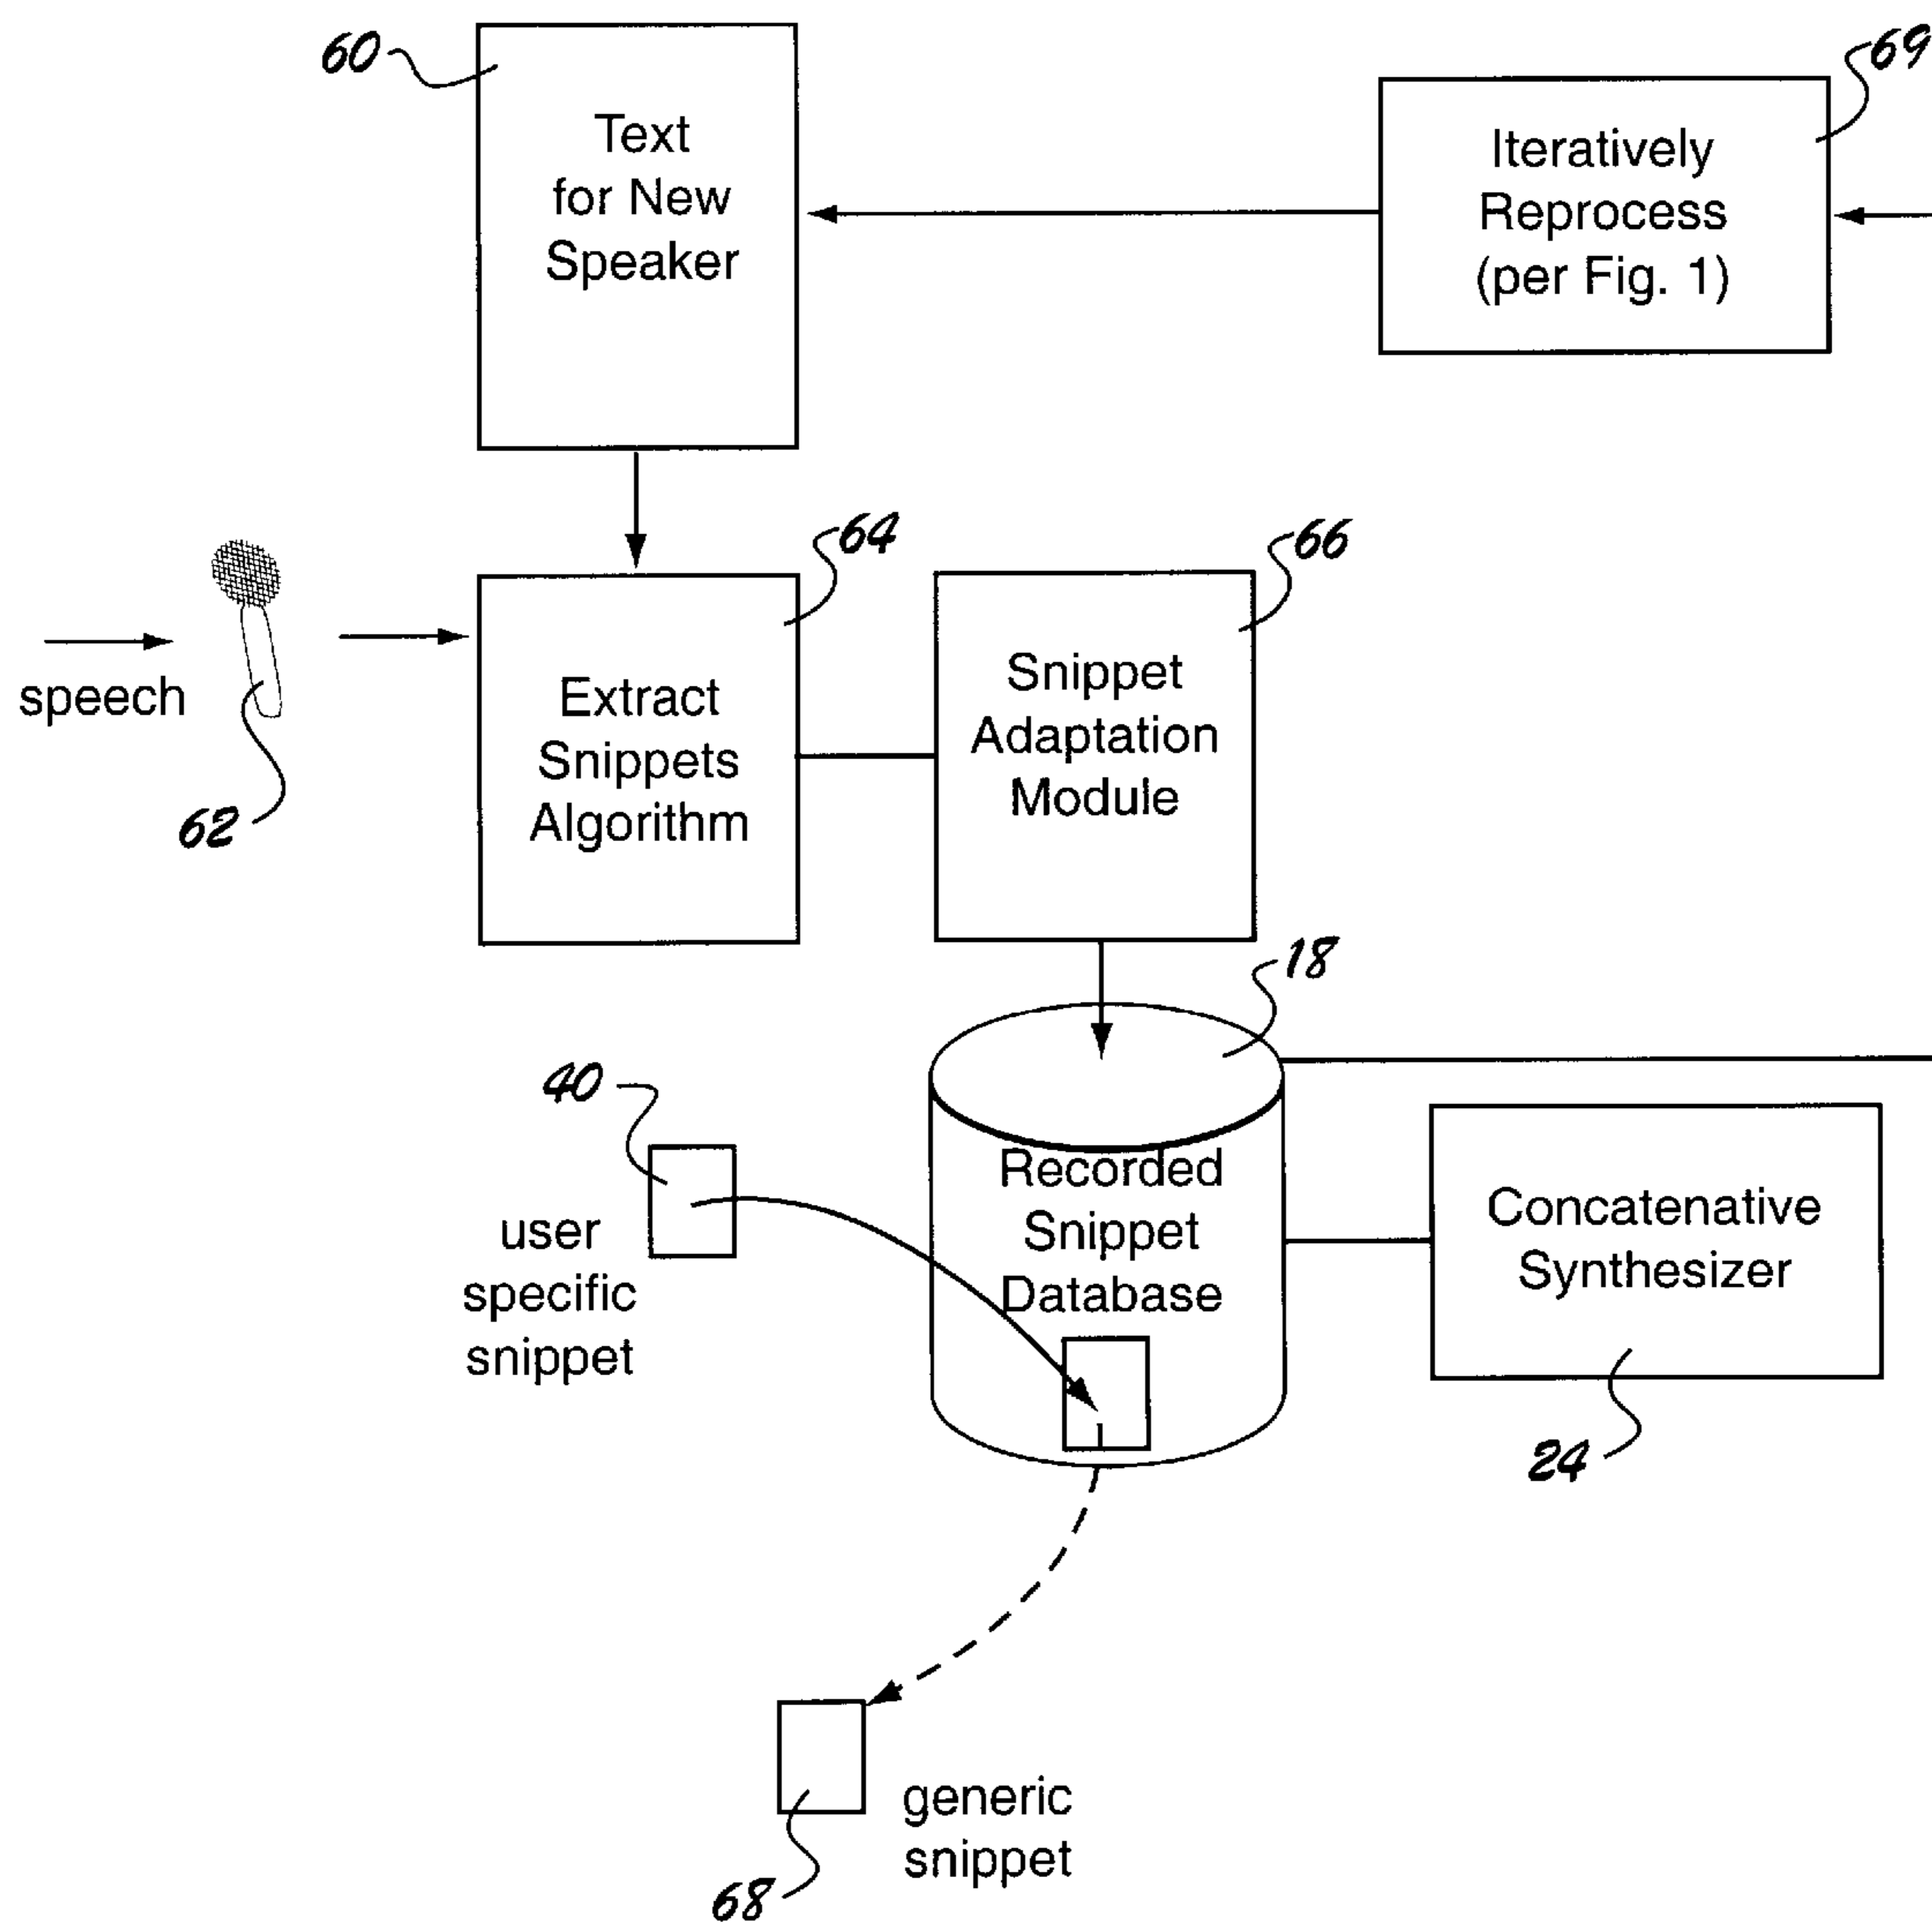 60
Text
for New
Speaker
69
Iteratively
Reprocess
(per Fig. 1)
64
66
speech
62
Extract
Snippets
Algorithm
Snippet
Adaptation
Module
18
40
user
specific
snippet
Recorded
Snippet
Database
Concatenative
Synthesizer
24
generic
snippet
68